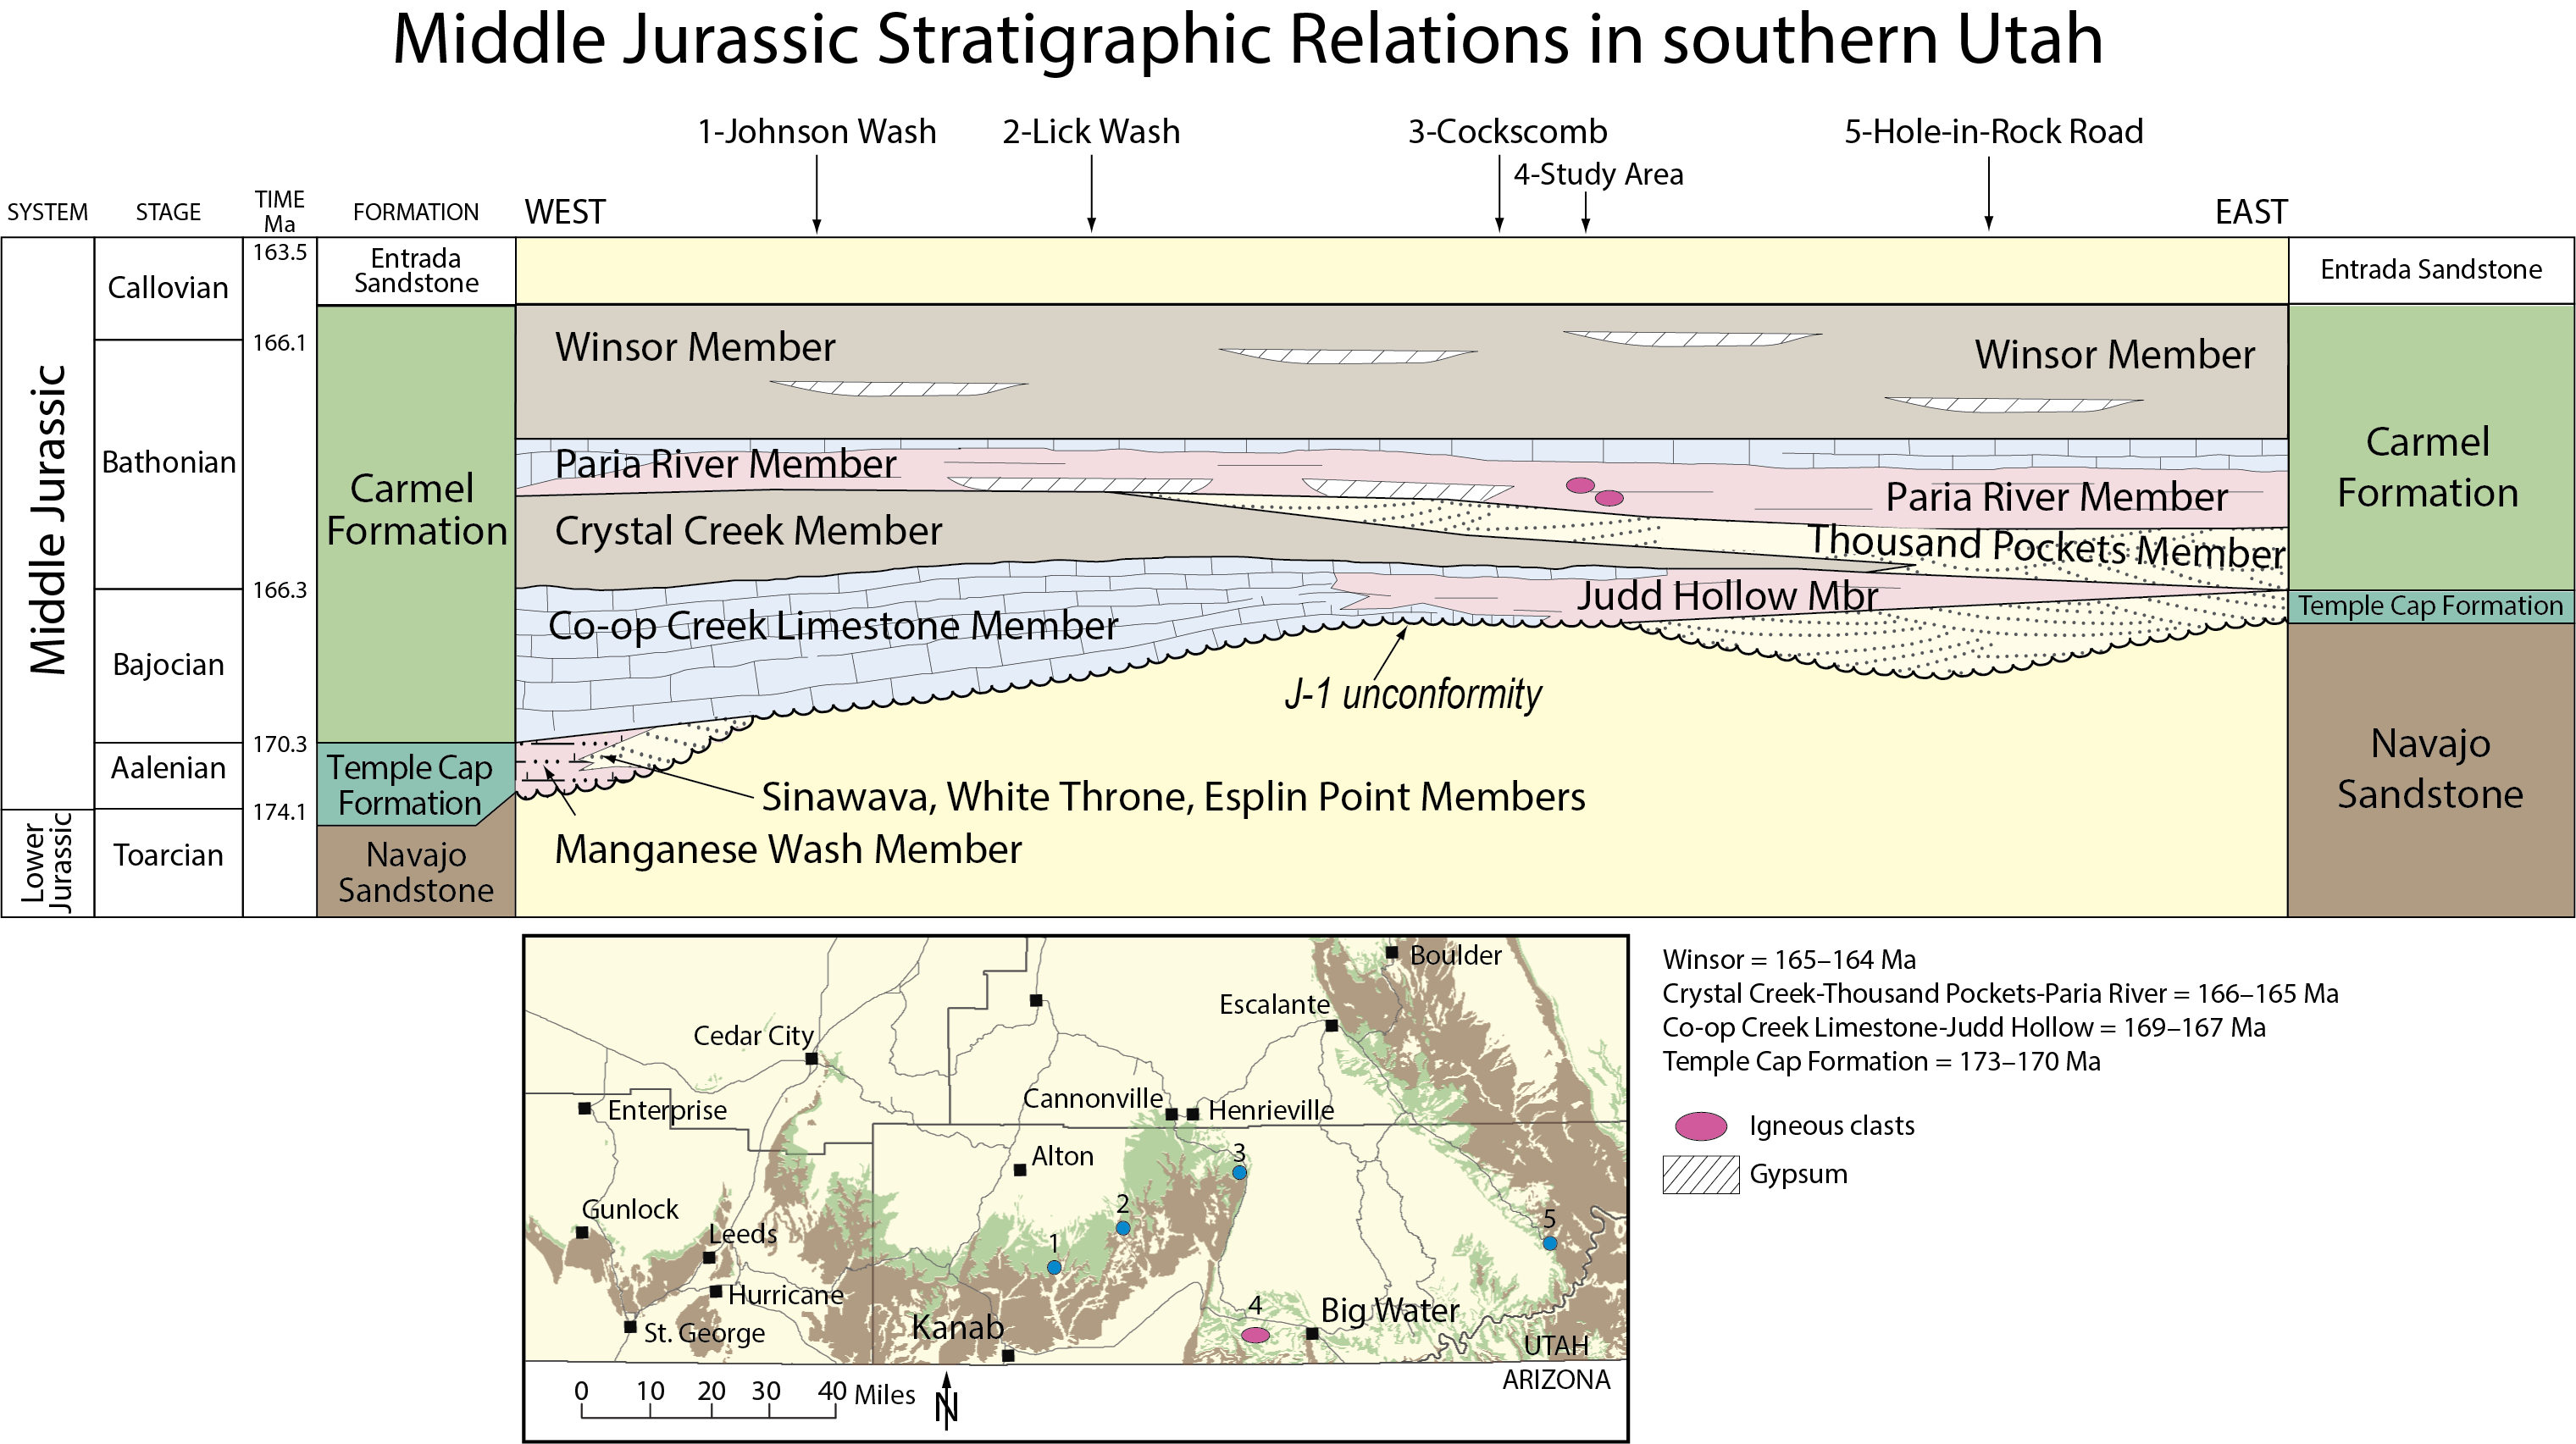 Middle Jurassic Stratigraphic Relations in southern Utah
1-Johnson Wash
2-Lick Wash
3-Cockscomb
4-Study Area
5-Hole-in-Rock Road
SYSTEM
STAGE
TIME
Ma
FORMATION
WEST
EAST
Middle Jurassic
Lower
Jurassic
Callovian
Bathonian
Bajocian
Aalenian
Toarcian
163.5
166.1
166.3
170.3
174.1
Entrada
Sandstone
Carmel
Formation
Temple Cap
Formation
Navajo
Sandstone
Winsor Member
Winsor Member
Paria River Member
Paria River Member
Crystal Creek Member
Thousand Pockets Member
Co-op Creek Limestone Member
Judd Hollow Mbr
J-1 unconformity
Sinawava, White Throne, Esplin Point Members
Manganese Wash Member
Entrada Sandstone
Carmel
Formation
Temple Cap Formation
Navajo
Sandstone
Boulder
Escalante
Cedar City
Cannonville
Henrieville
Enterprise
Alton
3
2
Gunlock
Leeds
1
5
Hurricane
4
Big Water
St. George
Kanab
UTAH
ARIZONA
0 10 20 30 40 Miles
N
Winsor = 165–164 Ma
Crystal Creek-Thousand Pockets-Paria River = 166–165 Ma
Co-op Creek Limestone-Judd Hollow = 169–167 Ma
Temple Cap Formation = 173–170 Ma
Igneous clasts
Gypsum